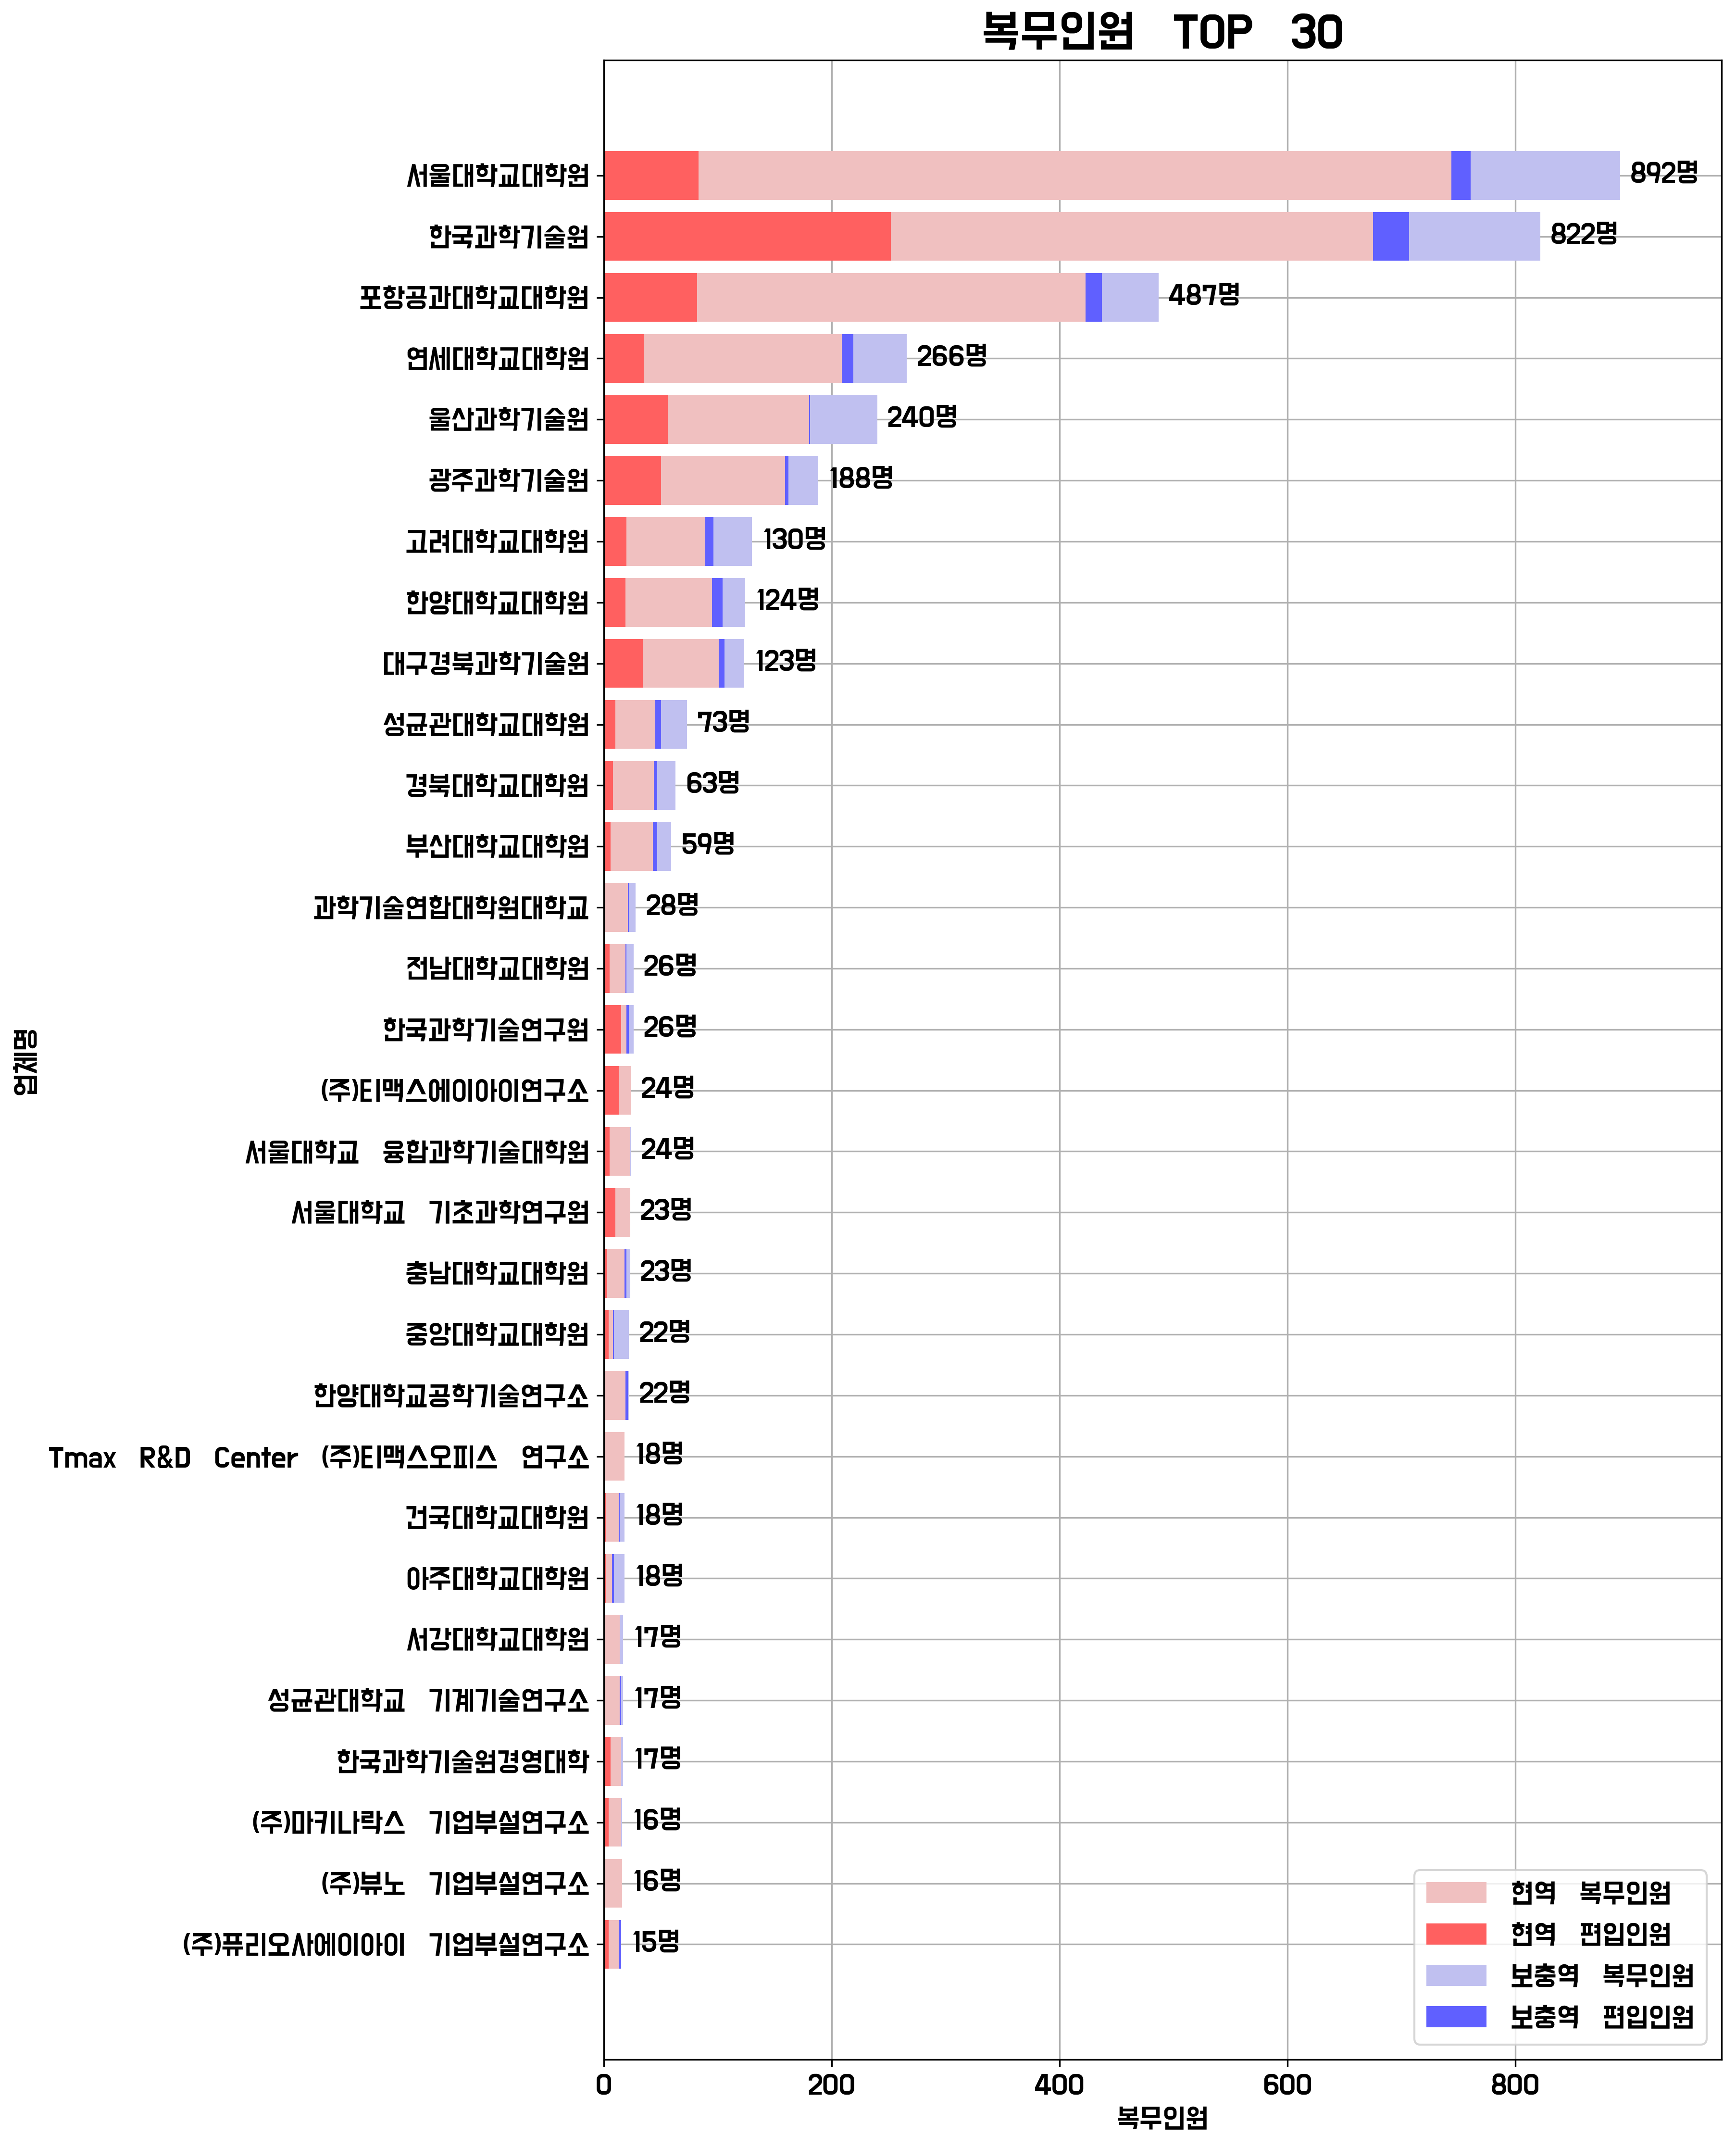 복무인원 TOP 30
서울대학교대학원 892명
한국과학기술원 822명
포항공과대학교대학원 487명
연세대학교대학원 266명
울산과학기술원 240명
광주과학기술원 188명
고려대학교대학원 130명
한양대학교대학원 124명
대구경북과학기술원 123명
성균관대학교대학원 73명
경북대학교대학원 63명
부산대학교대학원 59명
과학기술연합대학원대학교 28명
전남대학교대학원 26명
한국과학기술연구원 26명
(주)티맥스에이아이연구소 24명
서울대학교 융합과학기술대학원 24명
서울대학교 기초과학연구원 23명
충남대학교대학원 23명
중앙대학교대학원 22명
한양대학교공학기술연구소 22명
Tmax R&D Center (주)티맥스오피스 연구소 18명
건국대학교대학원 18명
아주대학교대학원 18명
서강대학교대학원 17명
성균관대학교 기계기술연구소 17명
한국과학기술원경영대학 17명
(주)마키나락스 기업부설연구소 16명
(주)뷰노 기업부설연구소 16명
(주)퓨리오사에이아이 기업부설연구소 15명
업체명
현역 복무인원
현역 편입인원
보충역 복무인원
보충역 편입인원
0 200 400 600 800
복무인원